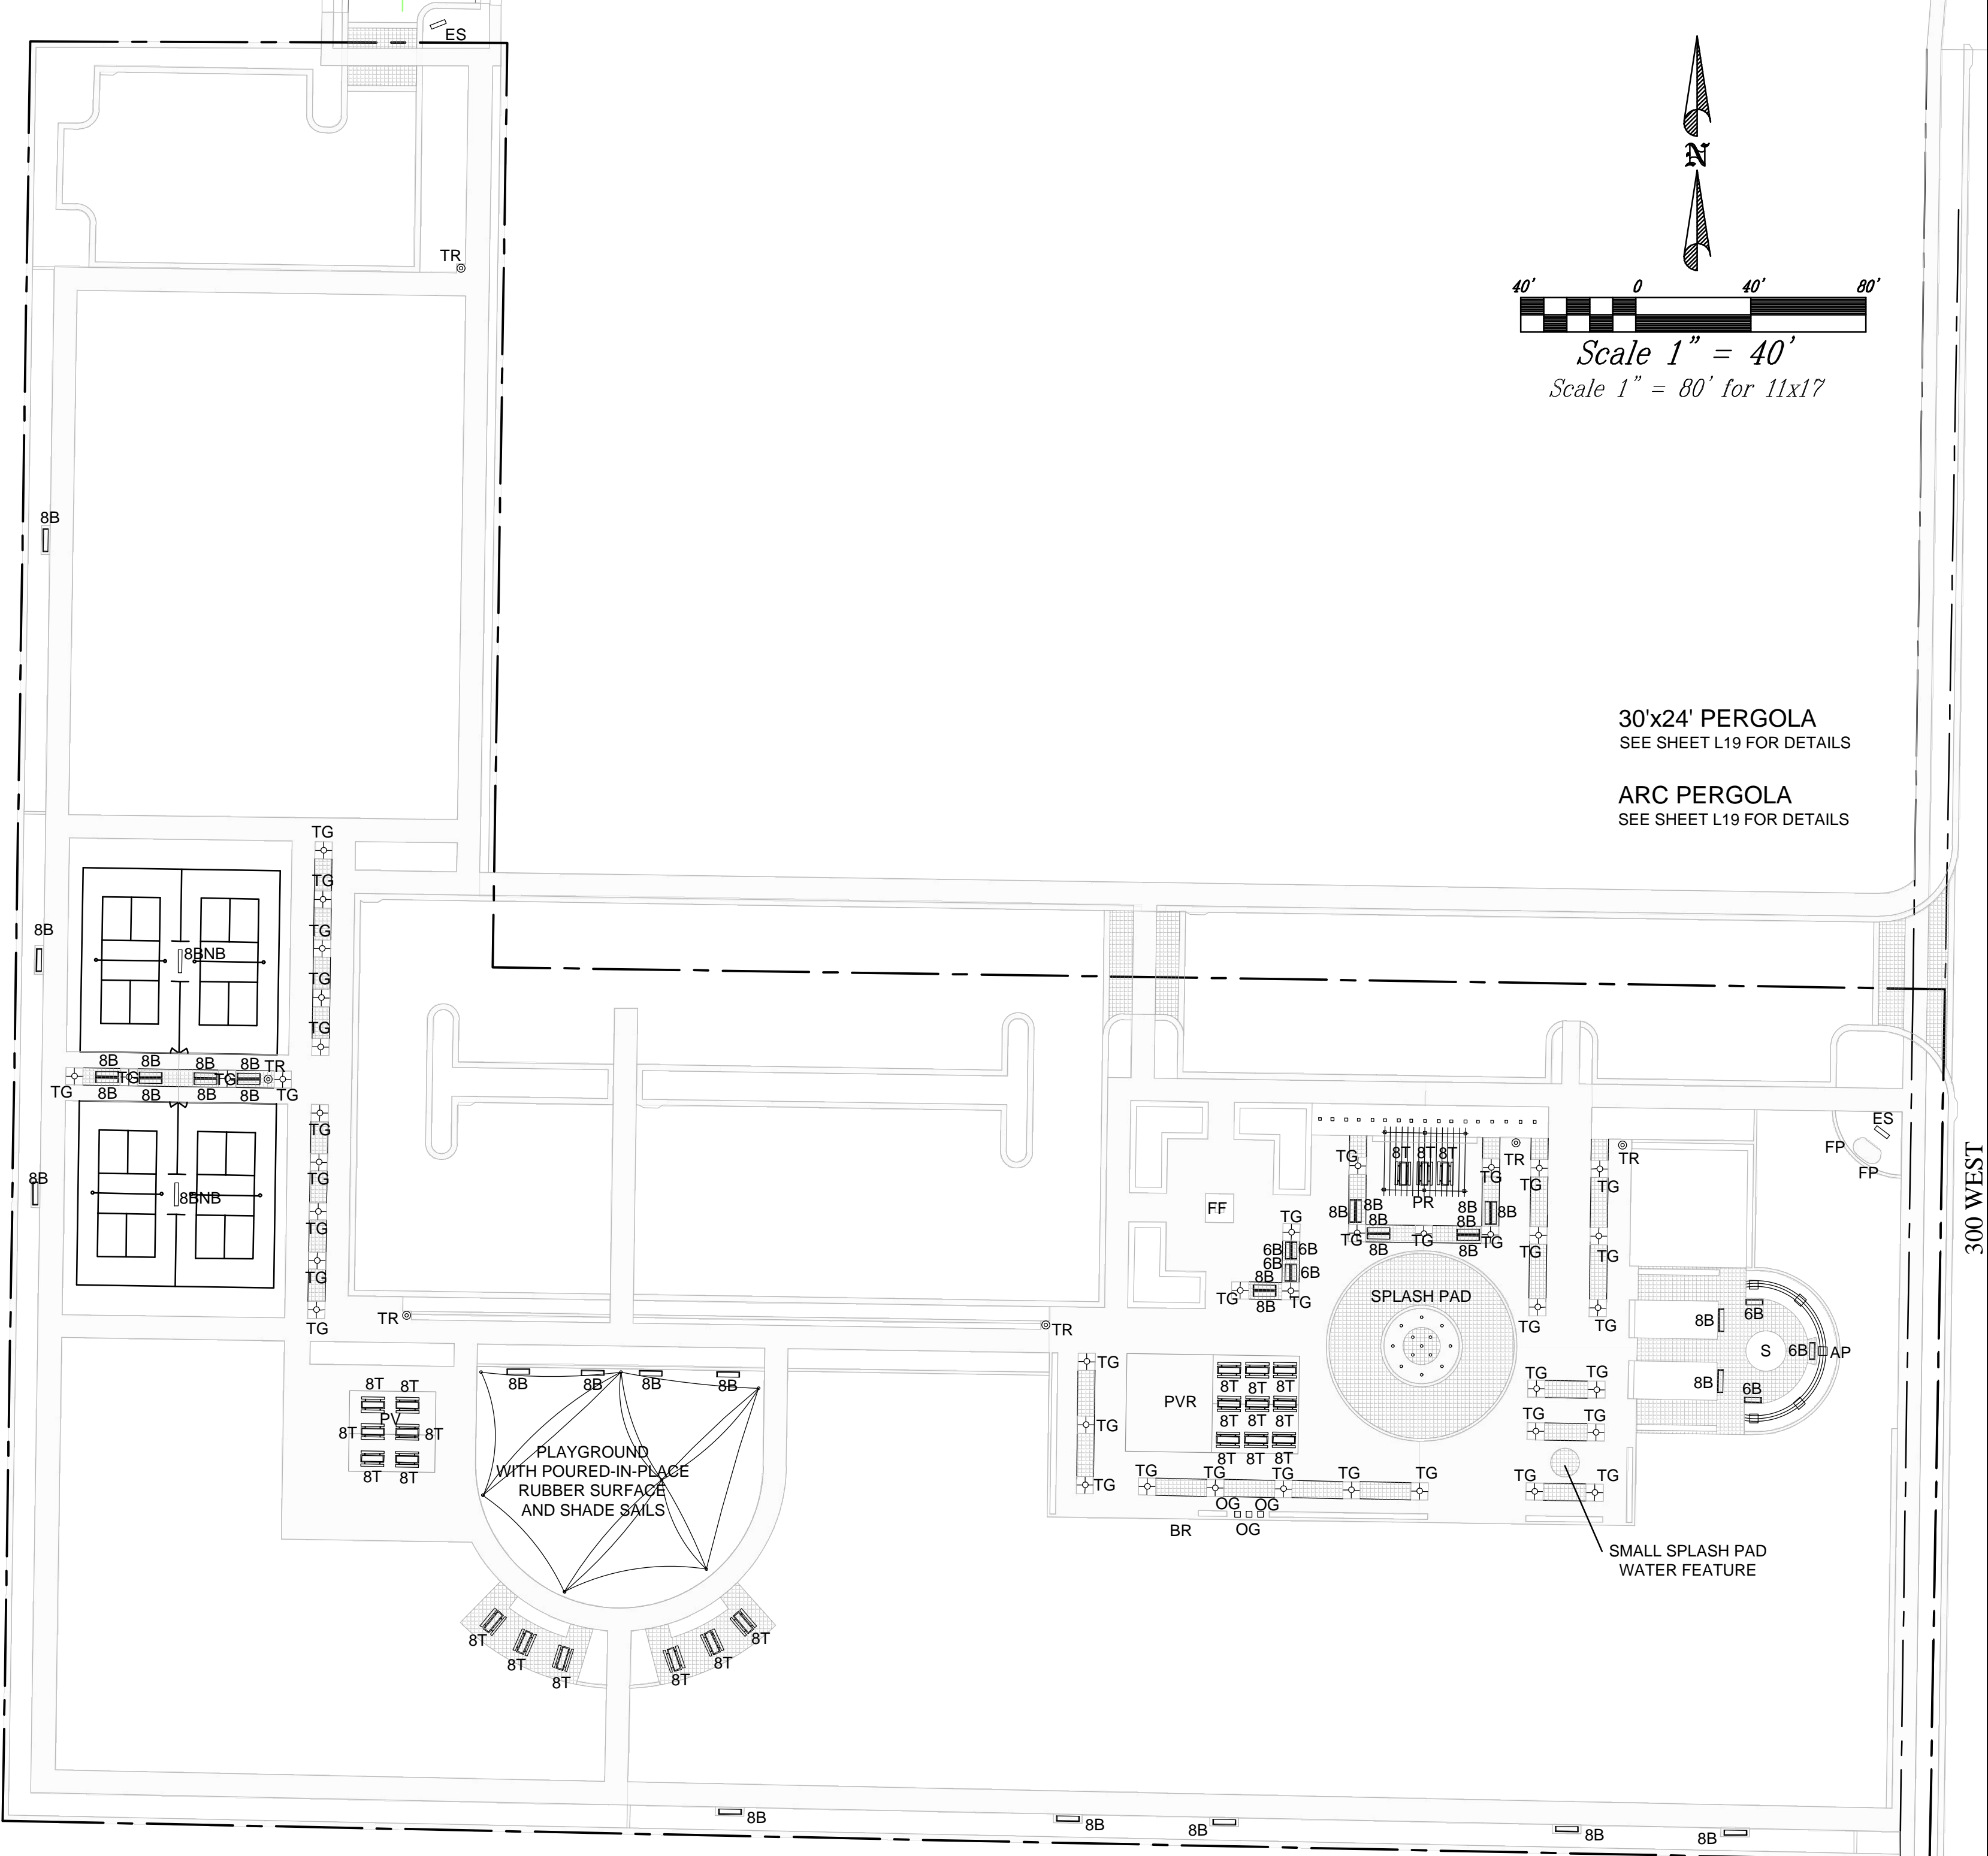 ES
TR
N
40'
0
40'
80'
Scale 1" = 40'
Scale 1" = 80' for 11x17
8B
30'x24' PERGOLA
SEE SHEET L19 FOR DETAILS
ARC PERGOLA
SEE SHEET L19 FOR DETAILS
TG
TG
TG
TG
TG
8B
8BNB
8B
8B
8B
8B
TR
TG
TG
TG
TG
8B
8B
8B
8B
TG
TG
TG
TG
TG
8B
8BNB
TR
TR
ES
FP
FP
300 WEST
TG
8T
8T
8T
TG
TR
TG
TR
TG
PR
8B
8B
8B
8B
8B
8B
8B
8B
TG
TG
TG
TG
TG
FF
TG
6B
6B
6B
6B
8B
8B
TG
TG
SPLASH PAD
TG
TG
8B
6B
S
6B
AP
8B
6B
8B
8B
8B
8B
8T
8T
PV
8T
8T
8T
8T
PLAYGROUND
WITH POURED-IN-PLACE
RUBBER SURFACE
AND SHADE SAILS
TG
TG
TG
PVR
8T
8T
8T
8T
8T
8T
8T
8T
8T
TG
TG
TG
TG
TG
TG
TG
TG
TG
TG
TG
OG
OG
OG
BR
SMALL SPLASH PAD
WATER FEATURE
8T
8T
8T
8T
8T
8T
8B
8B
8B
8B
8B